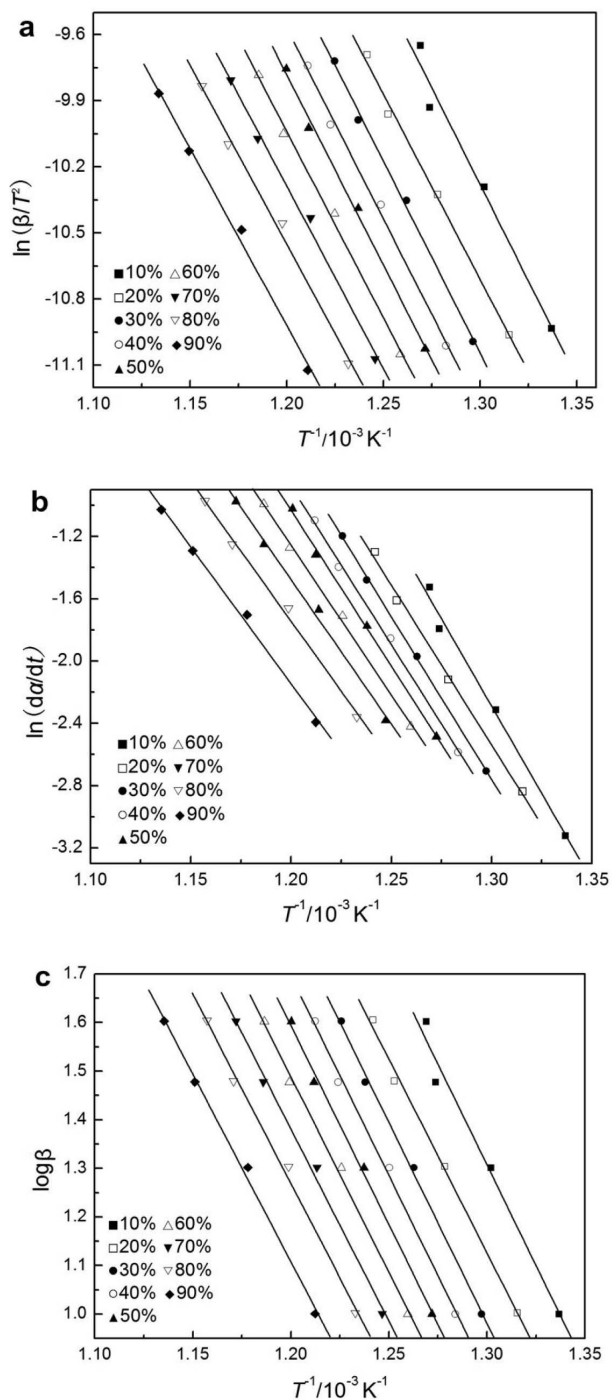 a
-9.6
-9.9
-10.2
-10.5
-10.8
-11.1
ln (β/T²)
■10% △60%
□20% ▼70%
●30% ▽80%
○40% ◆90%
▲50%
1.10 1.15 1.20 1.25 1.30 1.35
T⁻¹/10⁻³ K⁻¹
b
-1.2
-1.6
-2.0
-2.4
-2.8
-3.2
ln (dα/dt)
■10% △60%
□20% ▼70%
●30% ▽80%
○40% ◆90%
▲50%
1.10 1.15 1.20 1.25 1.30 1.35
T⁻¹/10⁻³ K⁻¹
c
1.7
1.6
1.5
1.4
1.3
1.2
1.1
1.0
logβ
■10% △60%
□20% ▼70%
●30% ▽80%
○40% ◆90%
▲50%
1.10 1.15 1.20 1.25 1.30 1.35
T⁻¹/10⁻³ K⁻¹